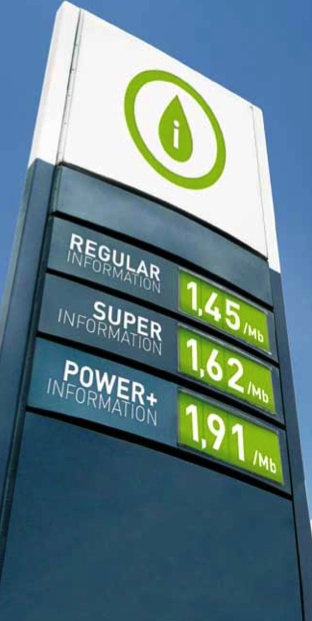 i
REGULAR
INFORMATION
1,45 /Mb
SUPER
INFORMATION
1,62 /Mb
POWER+
INFORMATION
1,91 /Mb